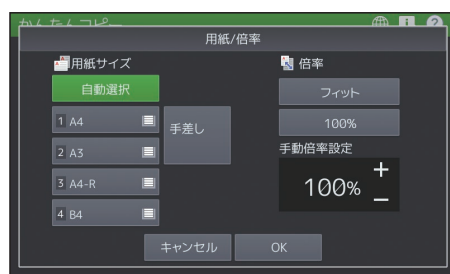 かんたんコピー
用紙/倍率
用紙サイズ
自動選択
1 A4
2 A3
3 A4-R
4 B4
手差し
倍率
フィット
100%
手動倍率設定
100%
+
−
キャンセル
OK